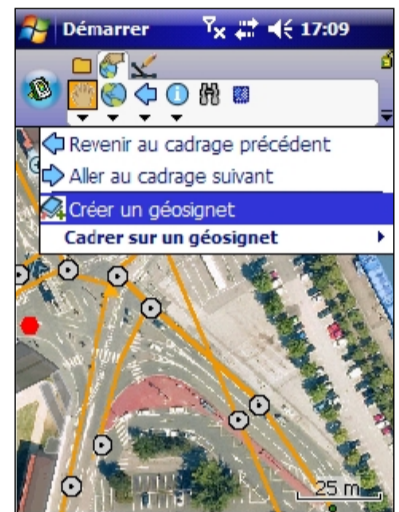 Démarrer 17:09
Revenir au cadrage précédent
Aller au cadrage suivant
Créer un géosignet
Cadrer sur un géosignet
25 m